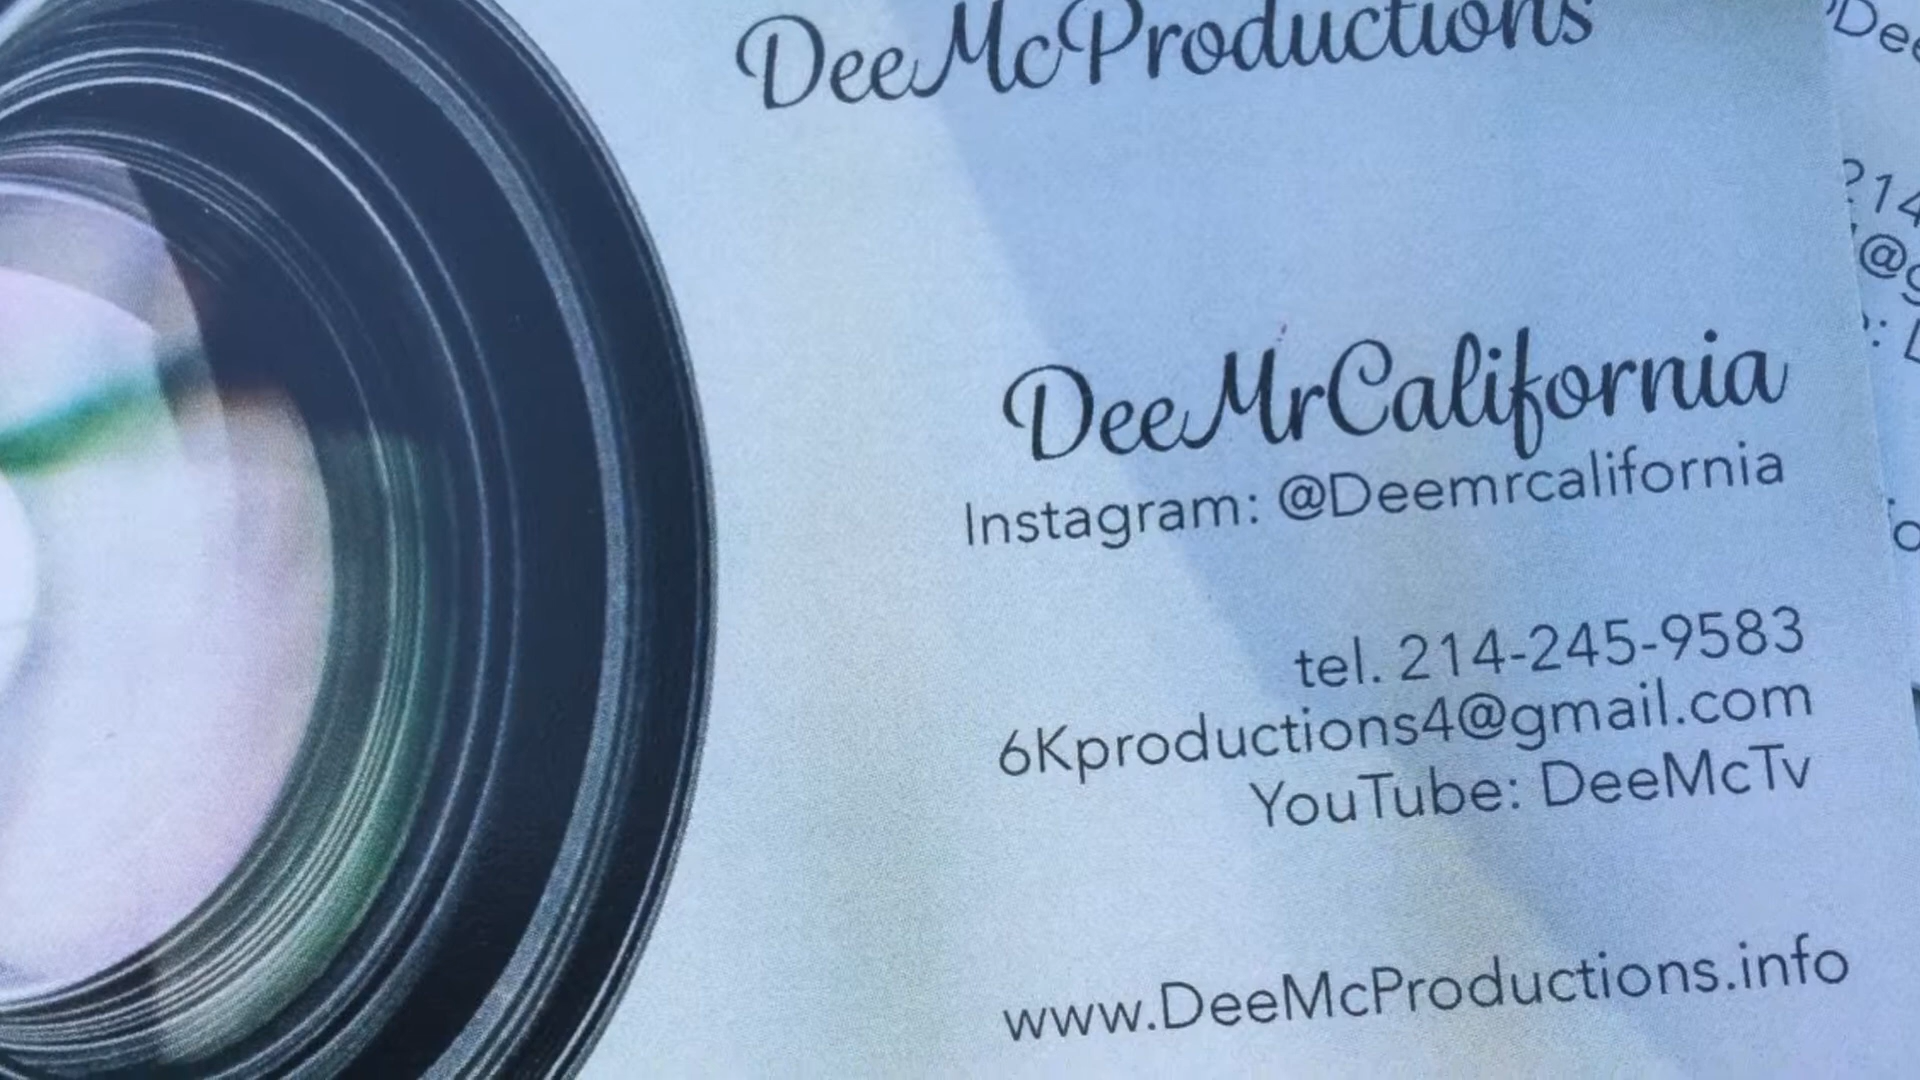 DeeMcProductions
DeeMrCalifornia
Instagram: @Deemrcalifornia
tel. 214-245-9583
6Kproductions4@gmail.com
YouTube: DeeMcTv
www.DeeMcProductions.info